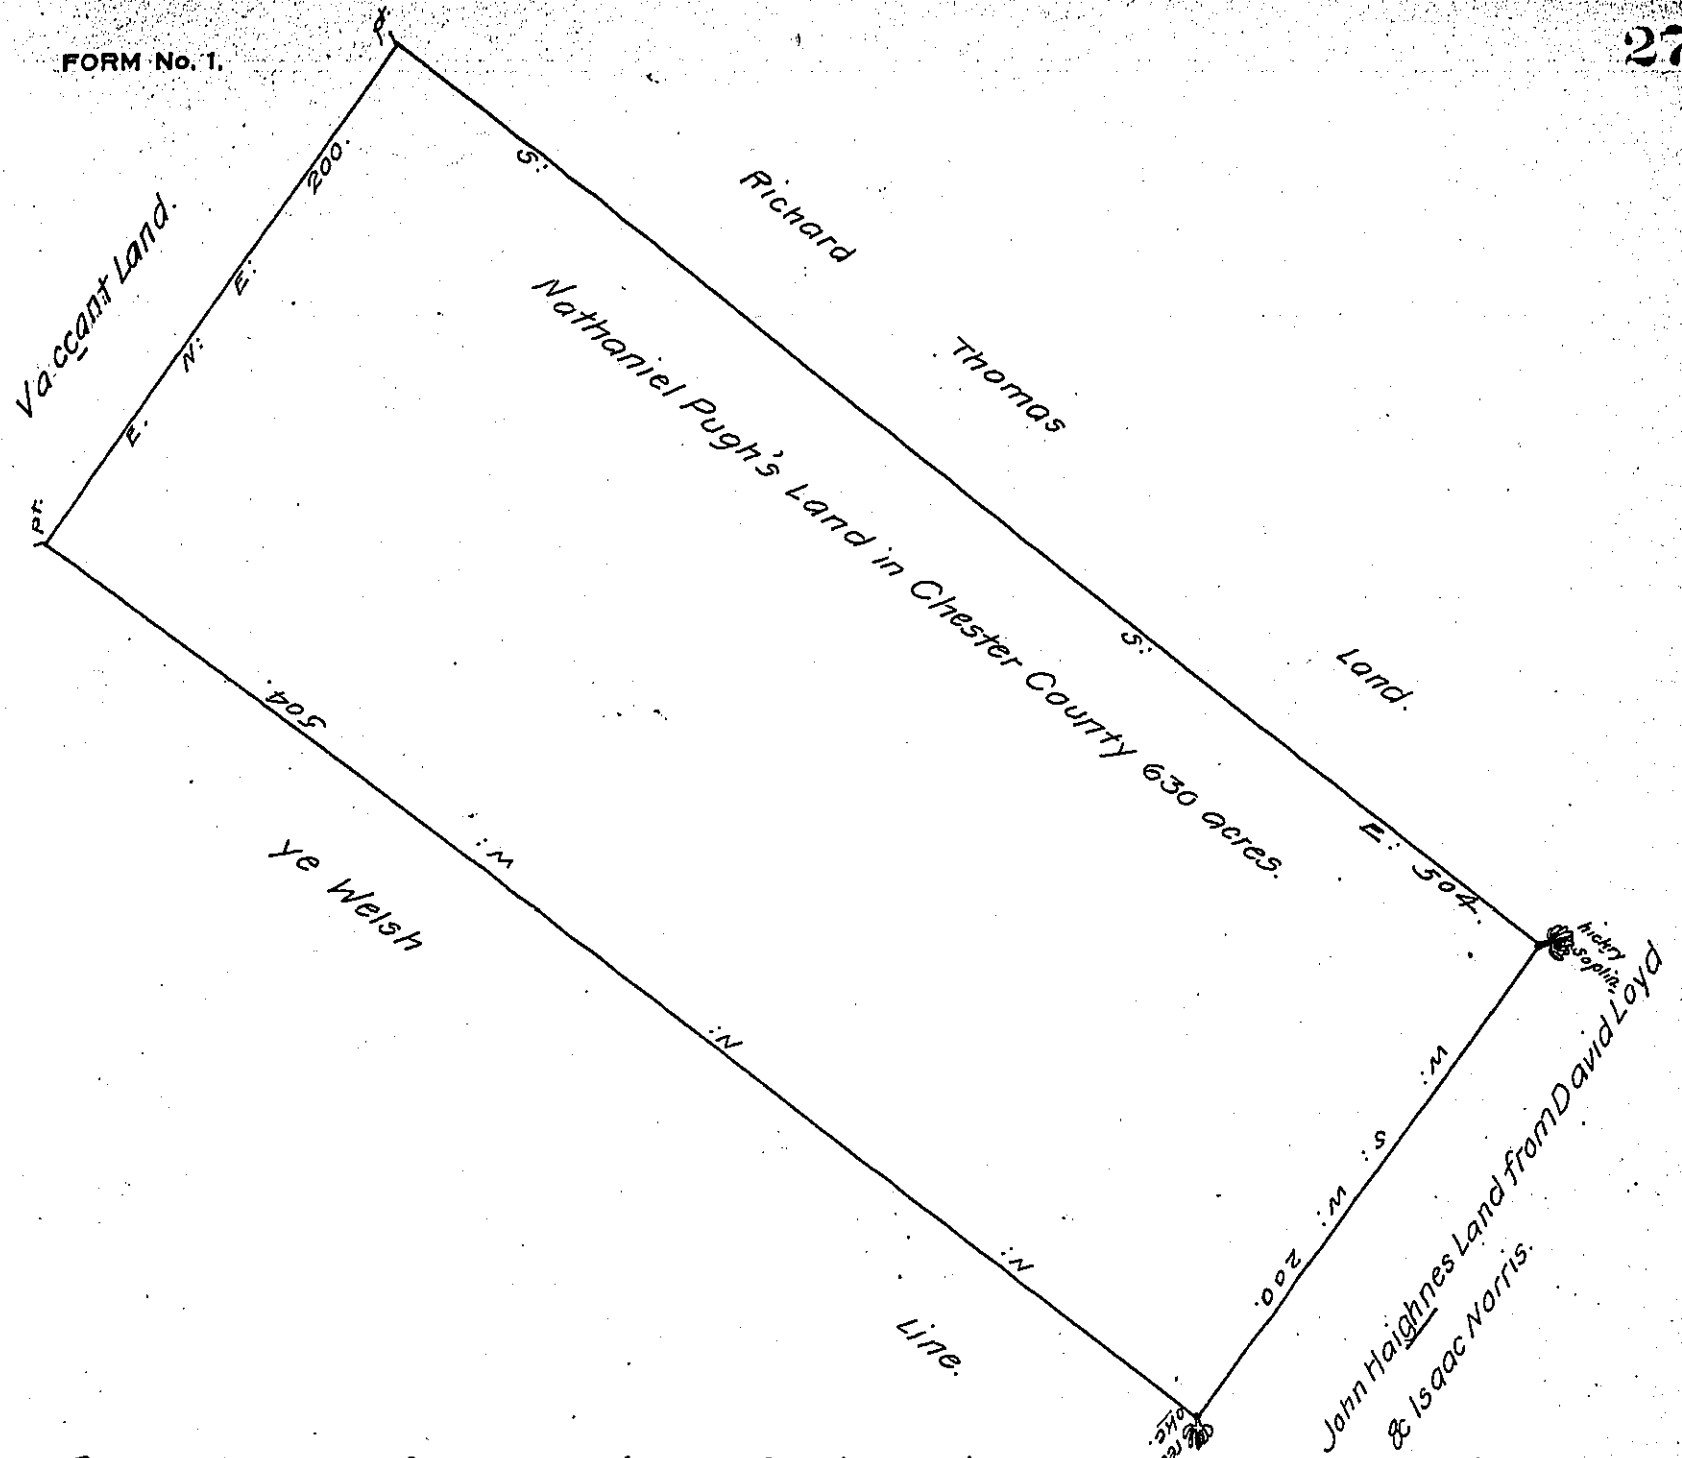 FORM No. 1.
27
Vaccant Land.
E. N: E: 200.
pt:
S: S: E: 504.
Richard Thomas Land.
Nathaniel Pugh's Land in Chester County 630 acres.
hickry
saplin.
W: S: W: 200.
John Haighnes Land from David Loyd
& Isaac Norris.
N: N: W: 504.
ye Welsh Line.
oke.